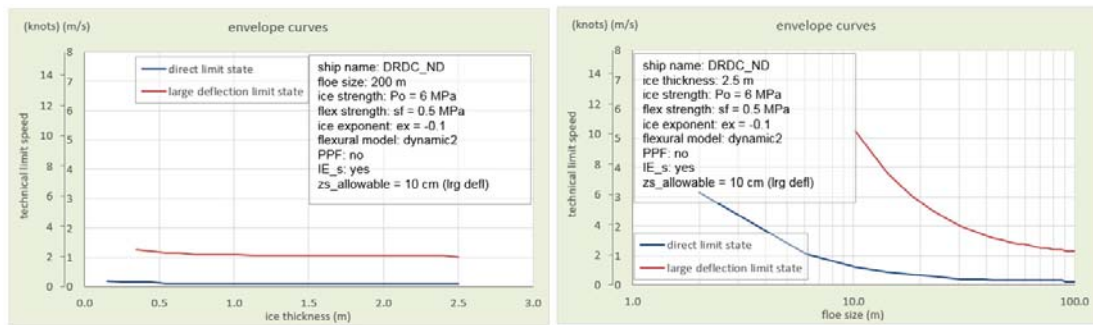 (knots) (m/s)
envelope curves
8
14
7
12
6
10
5
8
4
6
3
4
2
2
1
0
0
technical limit speed
direct limit state
large deflection limit state
ship name: DRDC_ND
floe size: 200 m
ice strength: Po = 6 MPa
flex strength: sf = 0.5 MPa
ice exponent: ex = -0.1
flexural model: dynamic2
PPF: no
IE_s: yes
zs_allowable = 10 cm (lrg defl)
0.0 0.5 1.0 1.5 2.0 2.5 3.0
ice thickness (m)
(knots) (m/s)
envelope curves
8
14
7
12
6
10
5
8
4
6
3
4
2
2
1
0
0
technical limit speed
ship name: DRDC_ND
ice thickness: 2.5 m
ice strength: Po = 6 MPa
flex strength: sf = 0.5 MPa
ice exponent: ex = -0.1
flexural model: dynamic2
PPF: no
IE_s: yes
zs_allowable = 10 cm (lrg defl)
direct limit state
large deflection limit state
1.0 10.0 100.0
floe size (m)